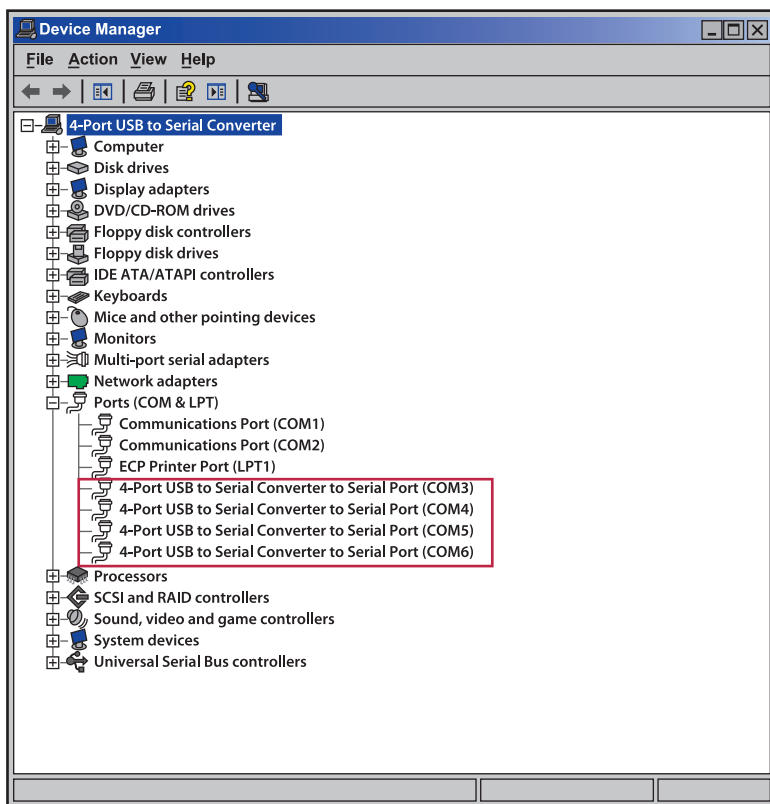 Device Manager
File Action View Help
4-Port USB to Serial Converter
Computer
Disk drives
Display adapters
DVD/CD-ROM drives
Floppy disk controllers
Floppy disk drives
IDE ATA/ATAPI controllers
Keyboards
Mice and other pointing devices
Monitors
Multi-port serial adapters
Network adapters
Ports (COM & LPT)
Communications Port (COM1)
Communications Port (COM2)
ECP Printer Port (LPT1)
4-Port USB to Serial Converter to Serial Port (COM3)
4-Port USB to Serial Converter to Serial Port (COM4)
4-Port USB to Serial Converter to Serial Port (COM5)
4-Port USB to Serial Converter to Serial Port (COM6)
Processors
SCSI and RAID controllers
Sound, video and game controllers
System devices
Universal Serial Bus controllers